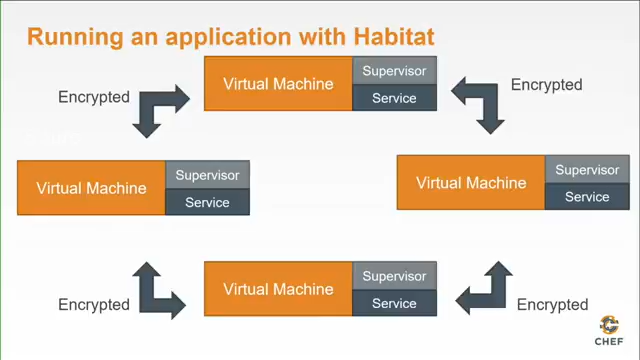 Running an application with Habitat
Encrypted
Virtual Machine
Supervisor
Service
Encrypted
Virtual Machine
Supervisor
Service
Virtual Machine
Supervisor
Service
Encrypted
Virtual Machine
Supervisor
Service
Encrypted
CHEF